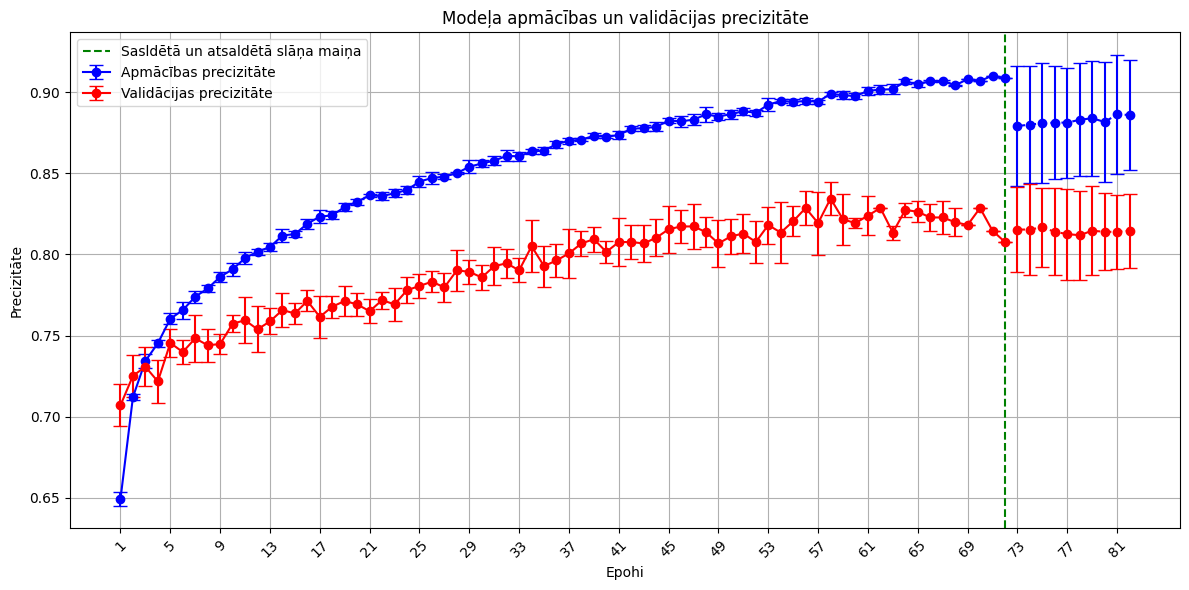 Modeļa apmācības un validācijas precizitāte
Sasldētā un atsaldētā slāņa maiņa
Apmācības precizitāte
Validācijas precizitāte
Precizitāte
0.90
0.85
0.80
0.75
0.70
0.65
1 5 9 13 17 21 25 29 33 37 41 45 49 53 57 61 65 69 73 77 81
Epohi